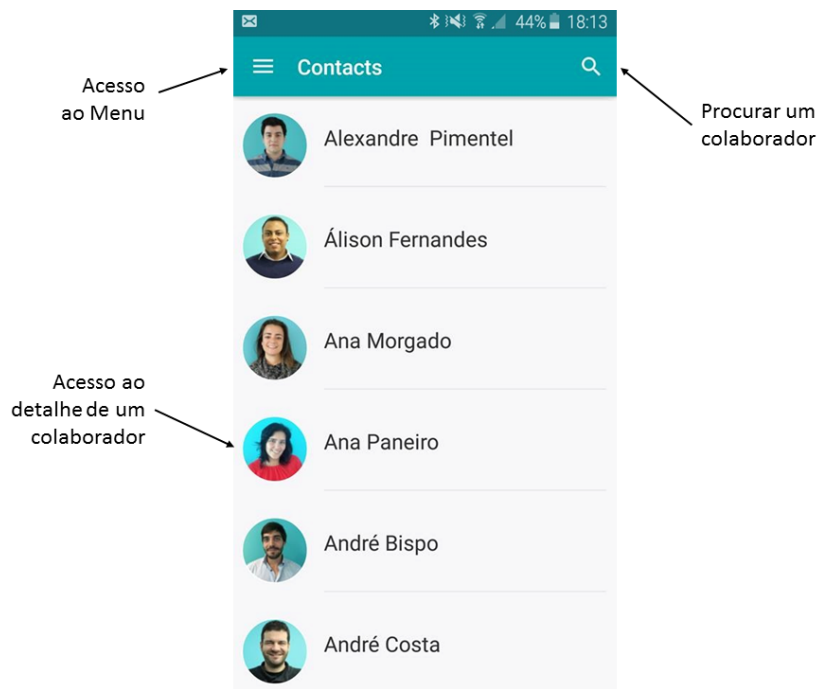 44% 18:13
Contacts
Acesso
ao Menu
Procurar um
colaborador
Alexandre  Pimentel
Álison Fernandes
Ana Morgado
Acesso ao
detalhe de um
colaborador
Ana Paneiro
André Bispo
André Costa